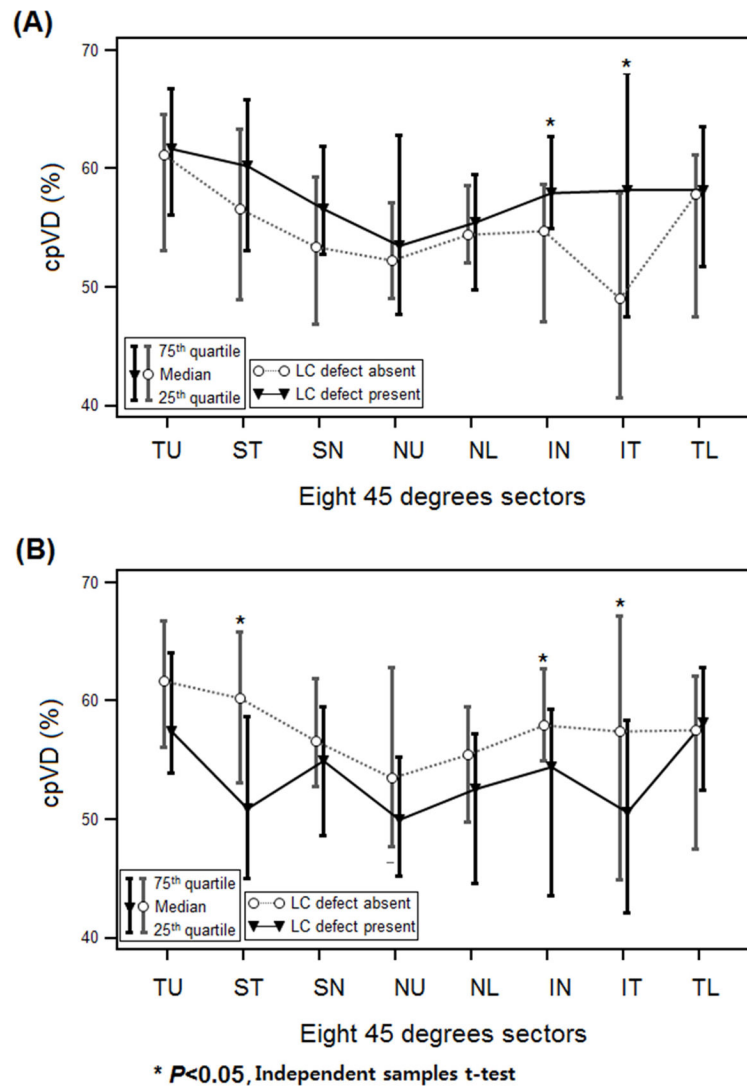 (A)
70
60
50
40
cpVD (%)
*
*
75th quartile
Median
25th quartile
LC defect absent
LC defect present
TU ST SN NU NL IN IT TL
Eight 45 degrees sectors
(B)
70
60
50
40
cpVD (%)
*
*
*
75th quartile
Median
25th quartile
LC defect absent
LC defect present
TU ST SN NU NL IN IT TL
Eight 45 degrees sectors
* P<0.05, Independent samples t-test